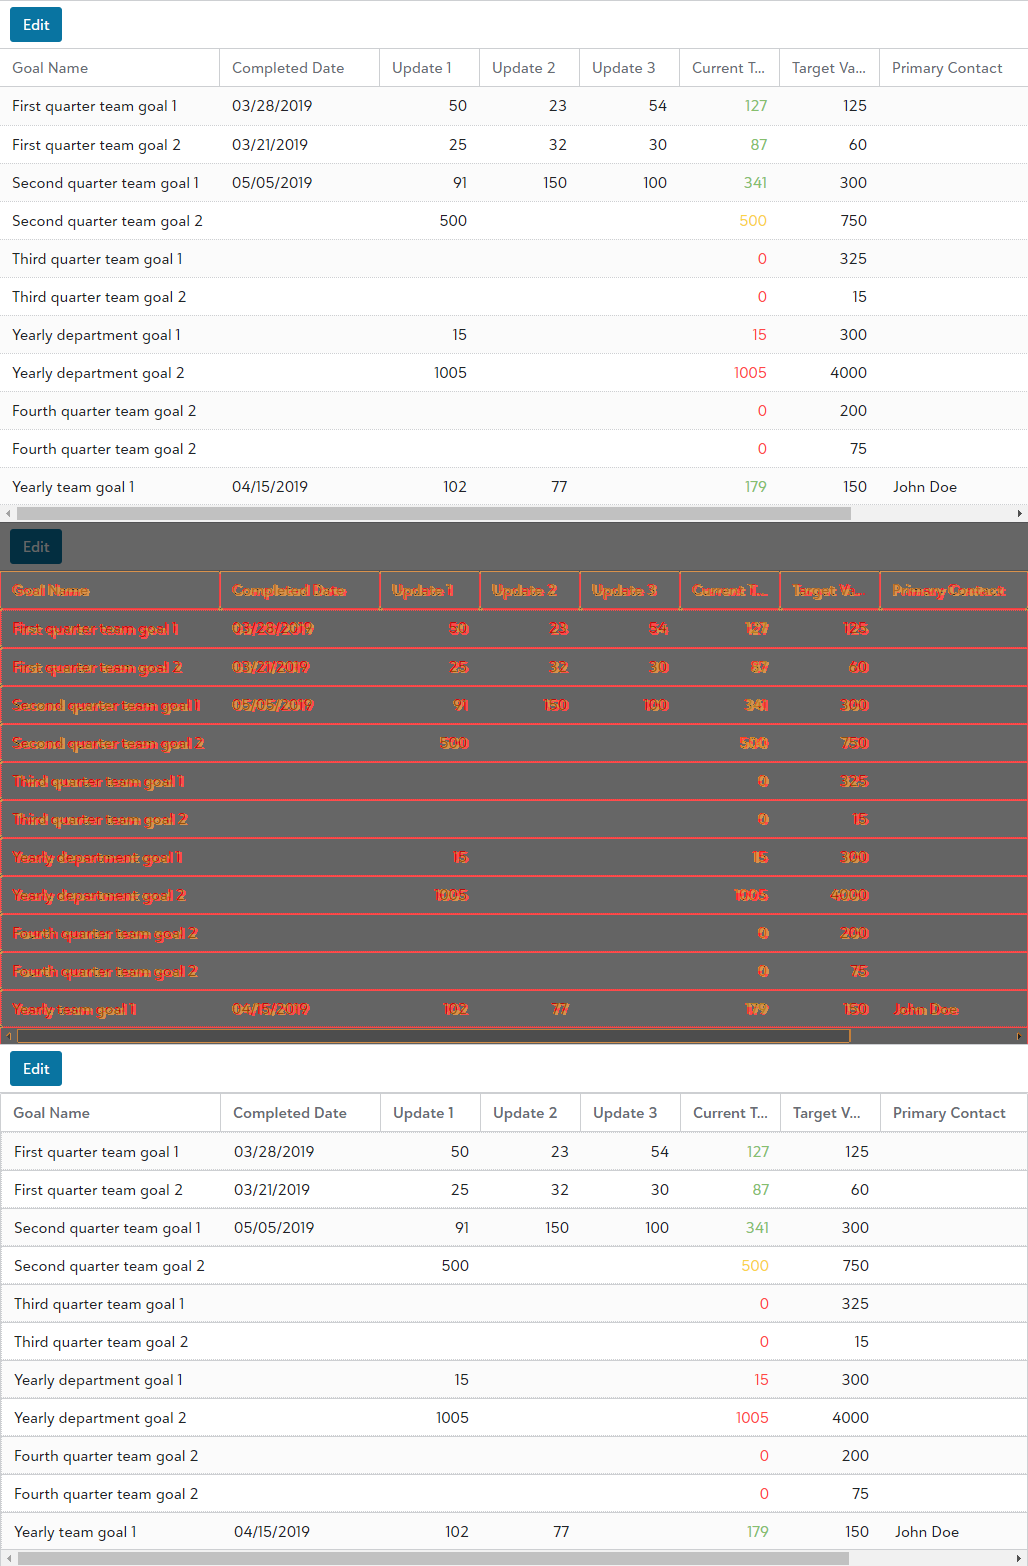 Edit
Goal Name Completed Date Update 1 Update 2 Update 3 Current T... Target Va... Primary Contact
First quarter team goal 1 03/28/2019 50 23 54 127 125
First quarter team goal 2 03/21/2019 25 32 30 87 60
Second quarter team goal 1 05/05/2019 91 150 100 341 300
Second quarter team goal 2 500 500 750
Third quarter team goal 1 0 325
Third quarter team goal 2 0 15
Yearly department goal 1 15 15 300
Yearly department goal 2 1005 1005 4000
Fourth quarter team goal 2 0 200
Fourth quarter team goal 2 0 75
Yearly team goal 1 04/15/2019 102 77 179 150 John Doe
Edit
Goal Name Completed Date Update 1 Update 2 Update 3 Current T... Target V... Primary Contact
First quarter team goal 1 03/28/2019 50 23 54 127 125
First quarter team goal 2 03/21/2019 25 32 30 87 60
Second quarter team goal 1 05/05/2019 91 150 100 341 300
Second quarter team goal 2 500 500 750
Third quarter team goal 1 0 325
Third quarter team goal 2 0 15
Yearly department goal 1 15 15 300
Yearly department goal 2 1005 1005 4000
Fourth quarter team goal 2 0 200
Fourth quarter team goal 2 0 75
Yearly team goal 1 04/15/2019 102 77 179 150 John Doe
Edit
Goal Name Completed Date Update 1 Update 2 Update 3 Current T... Target V... Primary Contact
First quarter team goal 1 03/28/2019 50 23 54 127 125
First quarter team goal 2 03/21/2019 25 32 30 87 60
Second quarter team goal 1 05/05/2019 91 150 100 341 300
Second quarter team goal 2 500 500 750
Third quarter team goal 1 0 325
Third quarter team goal 2 0 15
Yearly department goal 1 15 15 300
Yearly department goal 2 1005 1005 4000
Fourth quarter team goal 2 0 200
Fourth quarter team goal 2 0 75
Yearly team goal 1 04/15/2019 102 77 179 150 John Doe